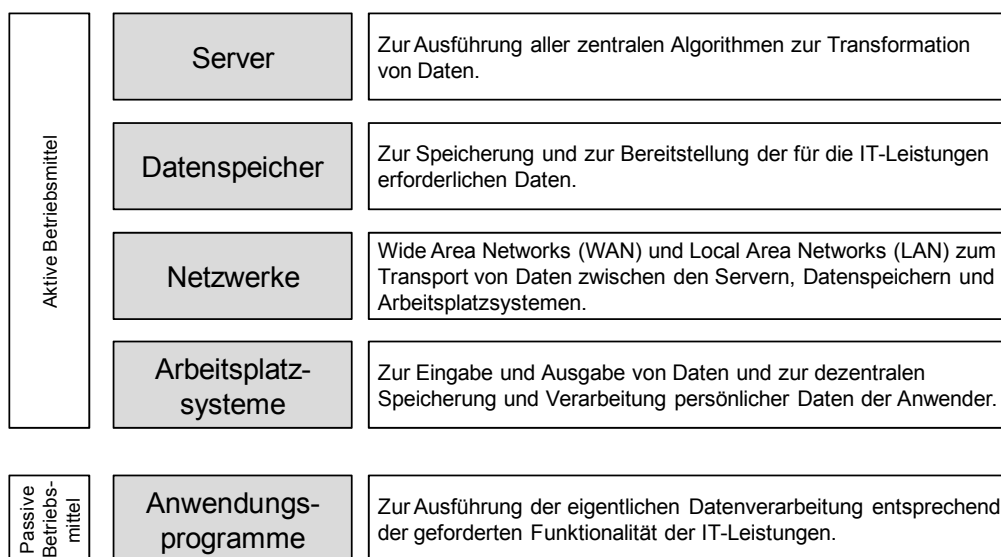 Aktive Betriebsmittel
Server
Zur Ausführung aller zentralen Algorithmen zur Transformation
von Daten.
Datenspeicher
Zur Speicherung und zur Bereitstellung der für die IT-Leistungen
erforderlichen Daten.
Netzwerke
Wide Area Networks (WAN) und Local Area Networks (LAN) zum
Transport von Daten zwischen den Servern, Datenspeichern und
Arbeitsplatzsystemen.
Arbeitsplatz-
systeme
Zur Eingabe und Ausgabe von Daten und zur dezentralen
Speicherung und Verarbeitung persönlicher Daten der Anwender.
Passive
Betriebs-
mittel
Anwendungs-
programme
Zur Ausführung der eigentlichen Datenverarbeitung entsprechend
der geforderten Funktionalität der IT-Leistungen.